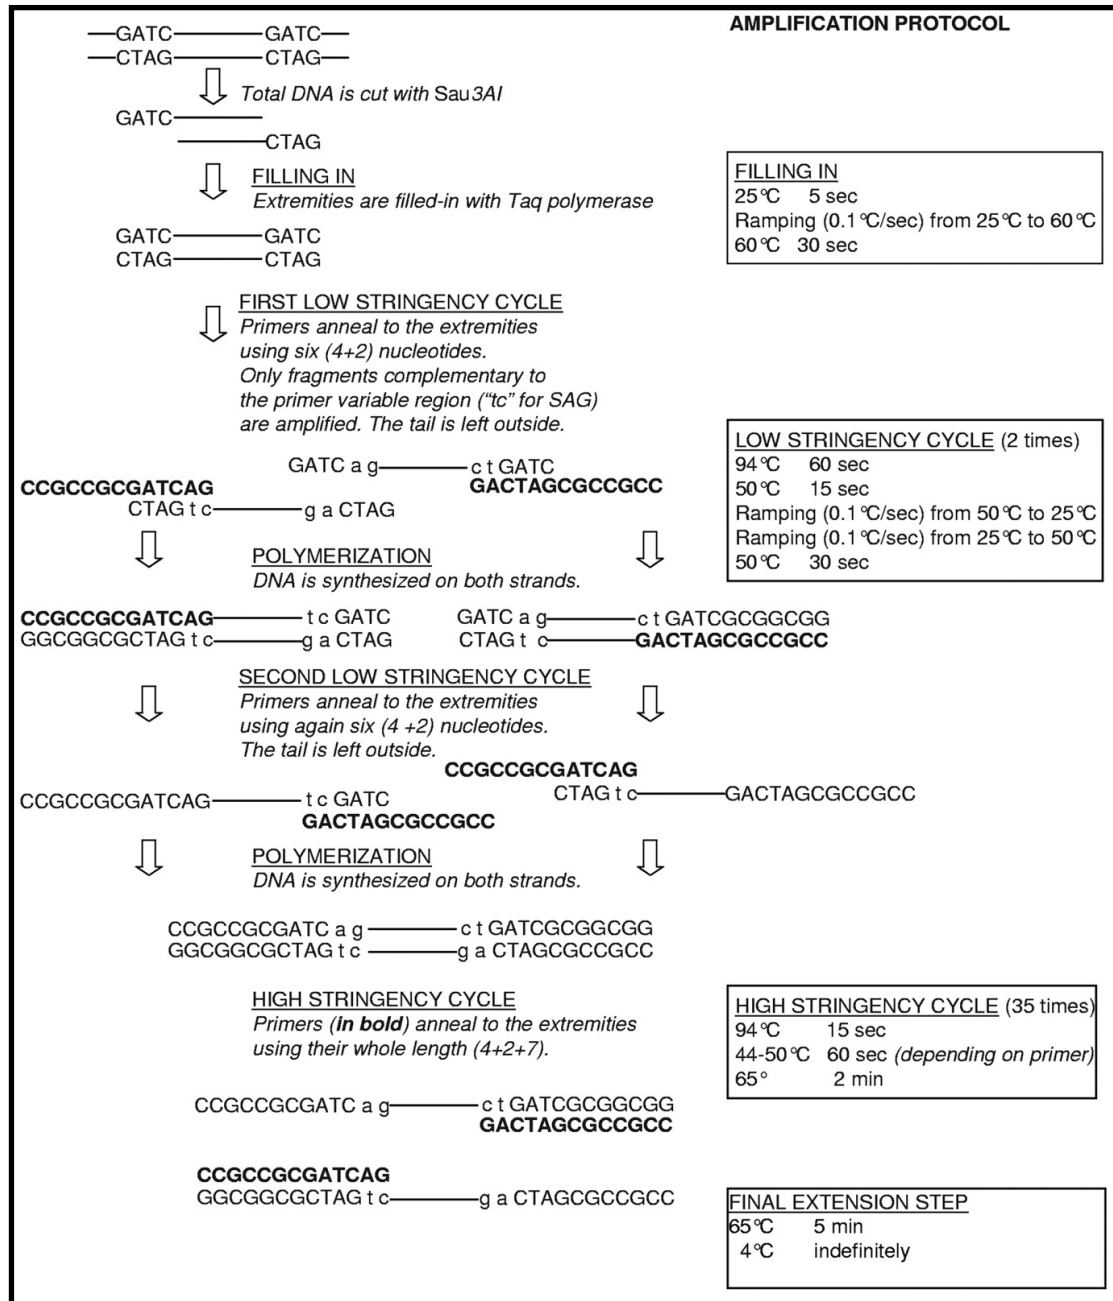 AMPLIFICATION PROTOCOL
GATC GATC
CTAG CTAG
Total DNA is cut with Sau3AI
GATC
CTAG
FILLING IN
Extremities are filled-in with Taq polymerase
GATC GATC
CTAG CTAG
FILLING IN
25°C 5 sec
Ramping (0.1°C/sec) from 25°C to 60°C
60°C 30 sec
FIRST LOW STRINGENCY CYCLE
Primers anneal to the extremities
using six (4+2) nucleotides.
Only fragments complementary to
the primer variable region ("tc" for SAG)
are amplified. The tail is left outside.
GATC a g c t GATC
CCGCCGCGATCAG GACTAGCGCCGCC
CTAG t c g a CTAG
LOW STRINGENCY CYCLE (2 times)
94°C 60 sec
50°C 15 sec
Ramping (0.1°C/sec) from 50°C to 25°C
Ramping (0.1°C/sec) from 25°C to 50°C
50°C 30 sec
POLYMERIZATION
DNA is synthesized on both strands.
CCGCCGCGATCAG t c GATC GATC a g c t GATCGCGGCGG
GGCGGCGCTAG t c g a CTAG CTAG t c GACTAGCGCCGCC
SECOND LOW STRINGENCY CYCLE
Primers anneal to the extremities
using again six (4 +2) nucleotides.
The tail is left outside.
CCGCCGCGATCAG
CTAG t c GACTAGCGCCGCC
CCGCCGCGATCAG t c GATC
GACTAGCGCCGCC
POLYMERIZATION
DNA is synthesized on both strands.
CCGCCGCGATC a g c t GATCGCGGCGG
GGCGGCGCTAG t c g a CTAGCGCCGCC
HIGH STRINGENCY CYCLE
Primers (in bold) anneal to the extremities
using their whole length (4+2+7).
HIGH STRINGENCY CYCLE (35 times)
94°C 15 sec
44-50°C 60 sec (depending on primer)
65° 2 min
CCGCCGCGATC a g c t GATCGCGGCGG
GACTAGCGCCGCC
CCGCCGCGATCAG
GGCGGCGCTAG t c g a CTAGCGCCGCC
FINAL EXTENSION STEP
65°C 5 min
4°C indefinitely